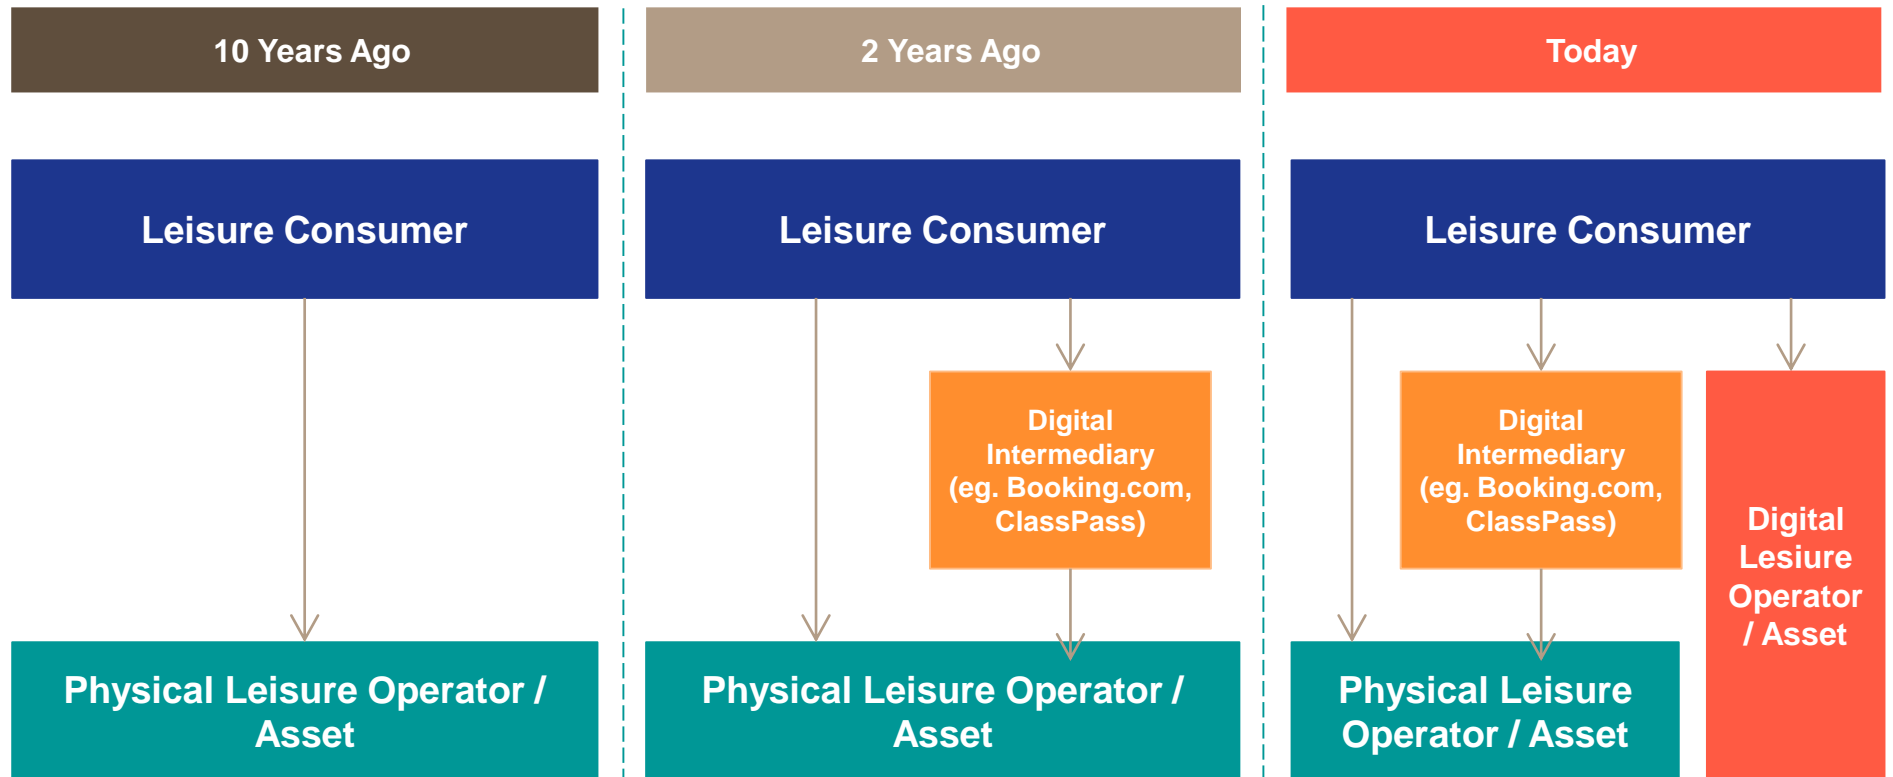 10 Years Ago
2 Years Ago
Today
Leisure Consumer
Leisure Consumer
Leisure Consumer
Digital
Intermediary
(eg. Booking.com,
ClassPass)
Digital
Intermediary
(eg. Booking.com,
ClassPass)
Digital
Lesiure
Operator
/ Asset
Physical Leisure Operator /
Asset
Physical Leisure Operator /
Asset
Physical Leisure
Operator / Asset